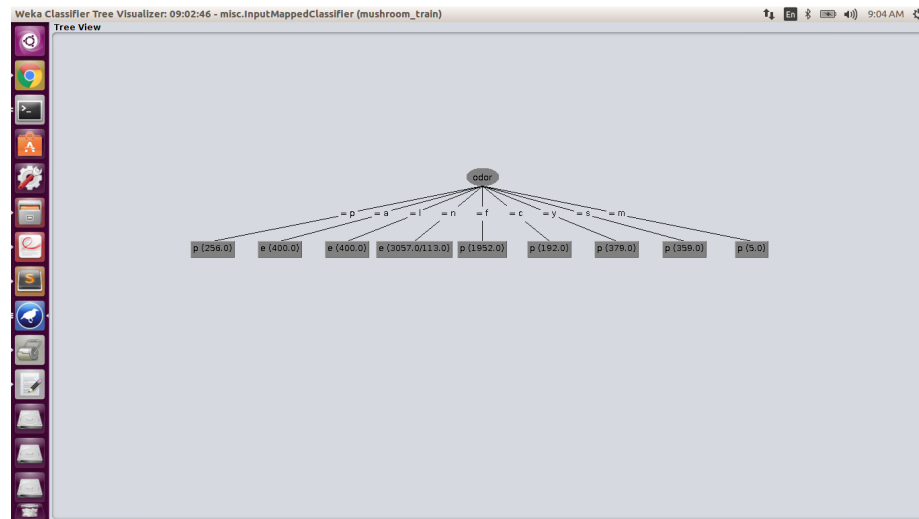 Weka Classifier Tree Visualizer: 09:02:46 - misc.InputMappedClassifier (mushroom_train) En 9:04 AM
Tree View
odor
= p = a = l = n = f = c = y = s = m
p (256.0) e (400.0) e (400.0) e (3057.0/113.0) p (1952.0) p (192.0) p (379.0) p (359.0) p (5.0)